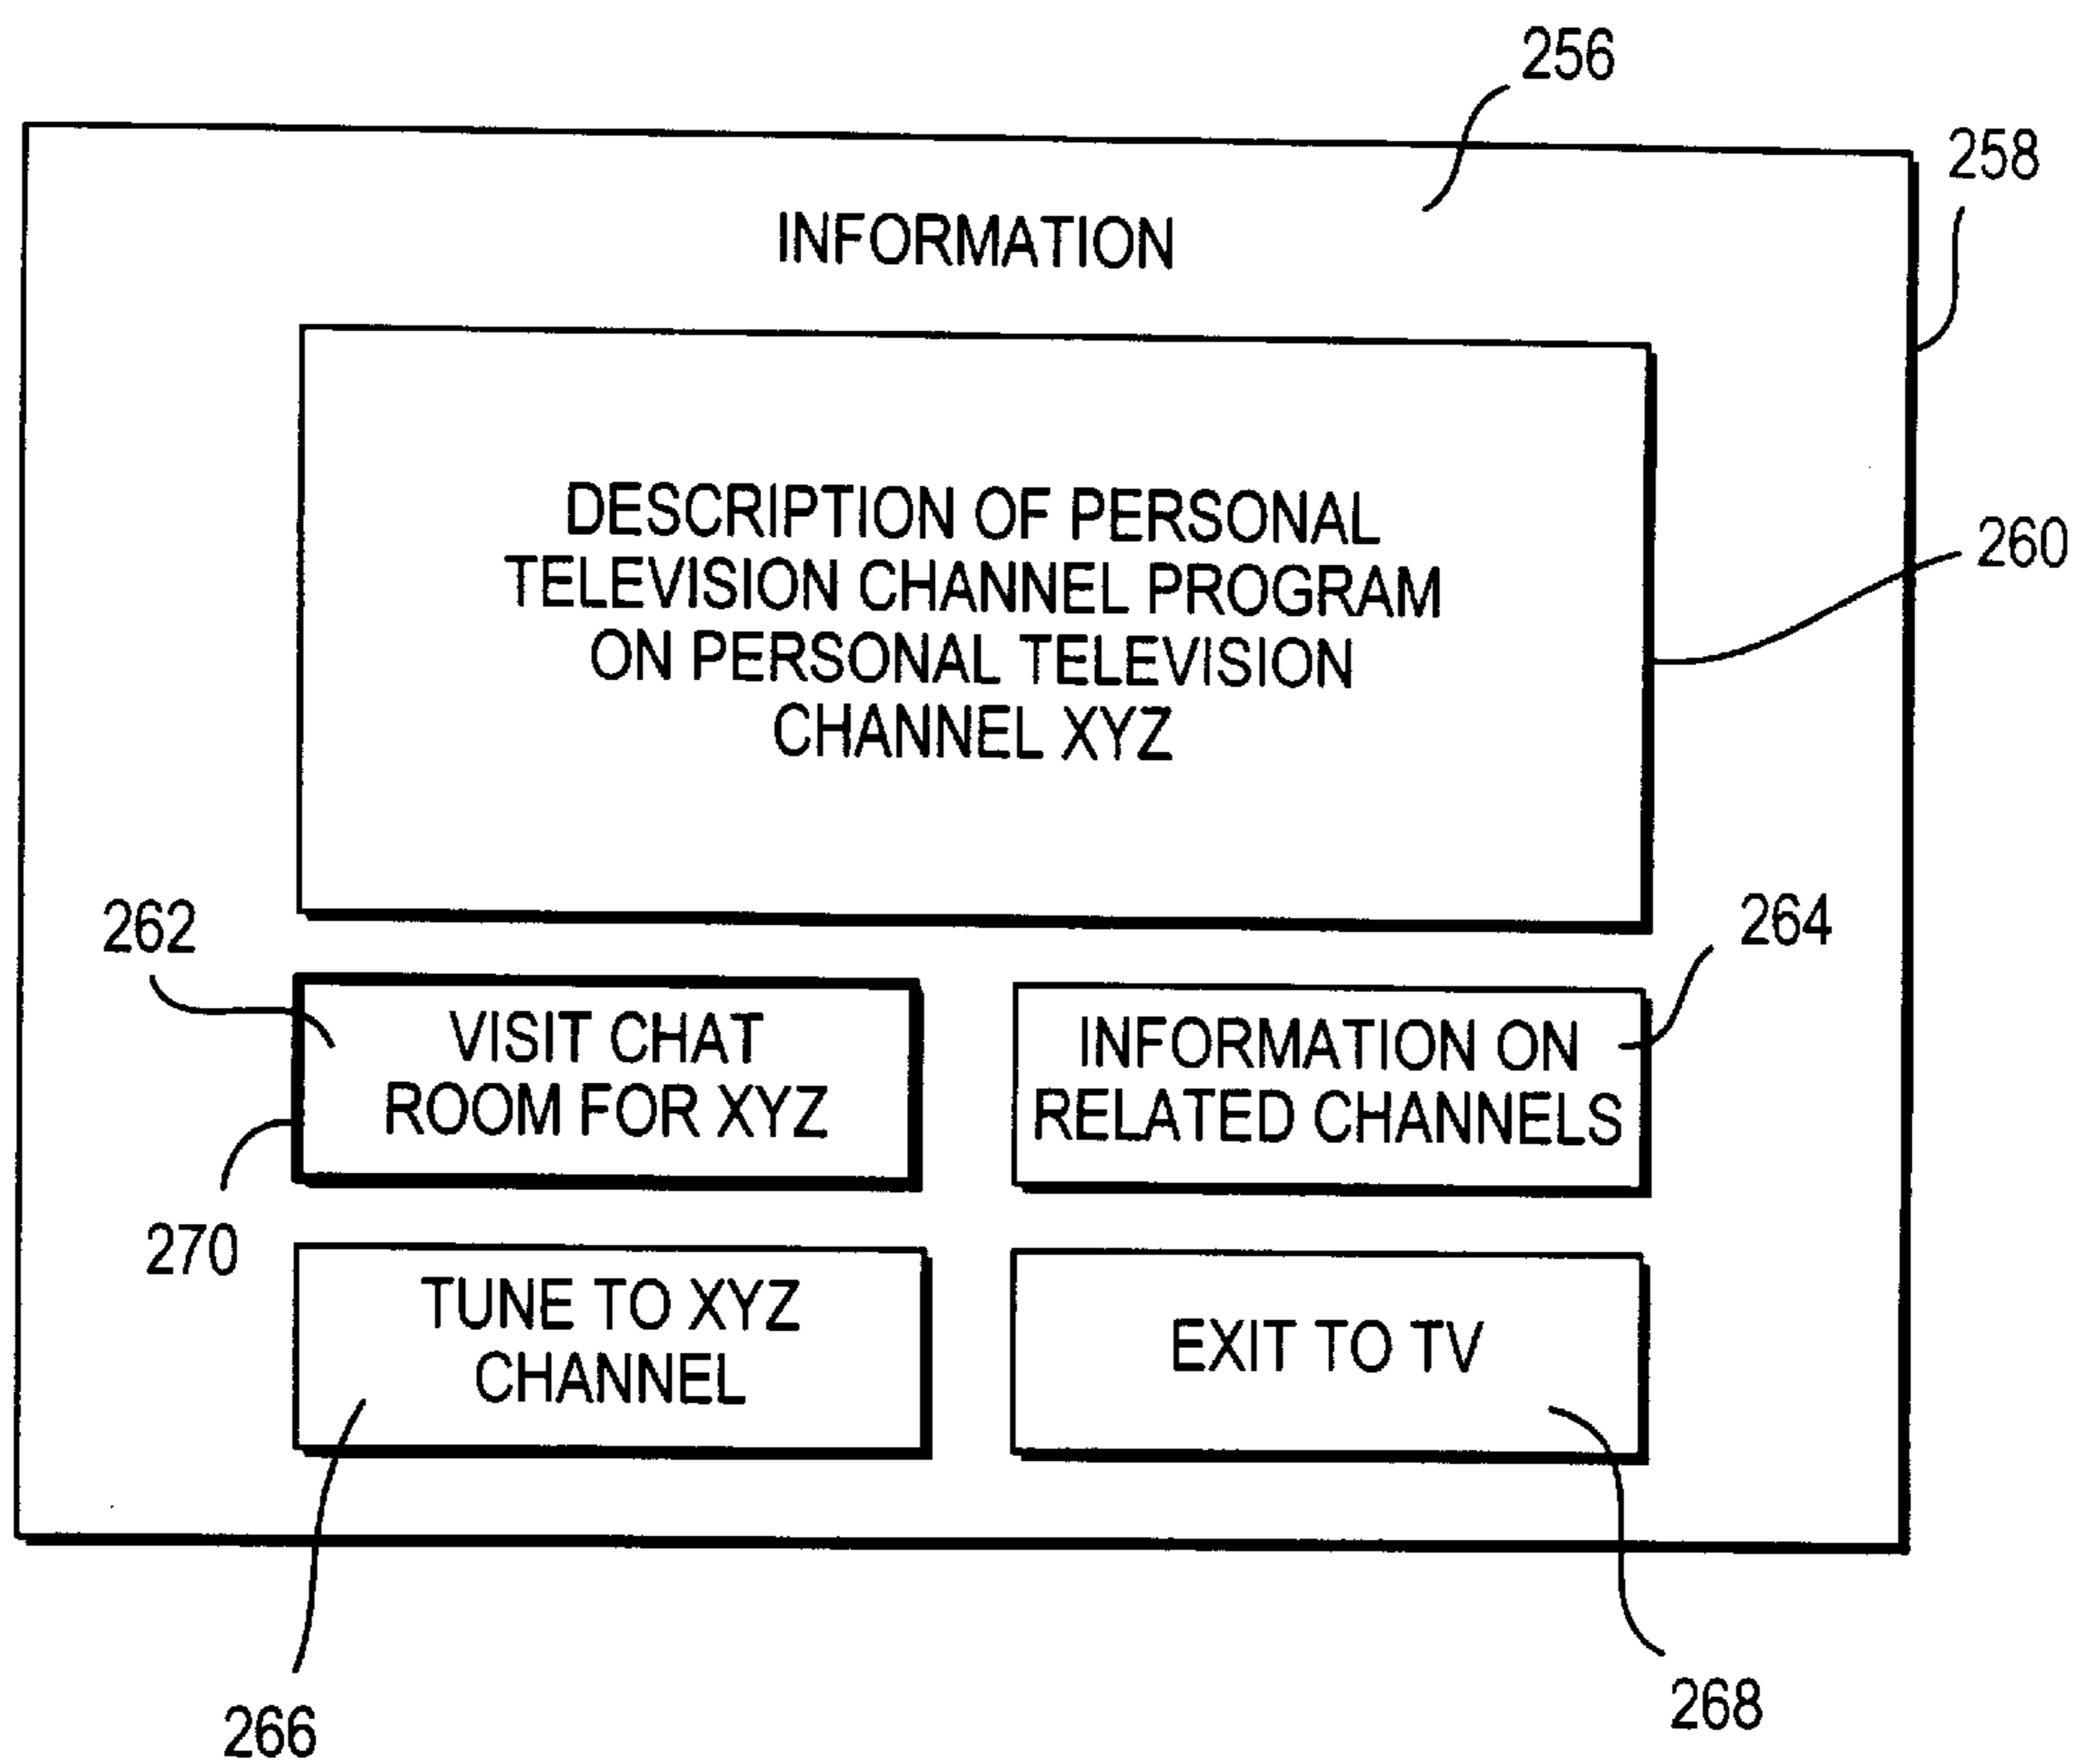 256
258
INFORMATION
DESCRIPTION OF PERSONAL
TELEVISION CHANNEL PROGRAM
ON PERSONAL TELEVISION
CHANNEL XYZ
260
262
264
VISIT CHAT
ROOM FOR XYZ
INFORMATION ON
RELATED CHANNELS
270
TUNE TO XYZ
CHANNEL
EXIT TO TV
266
268